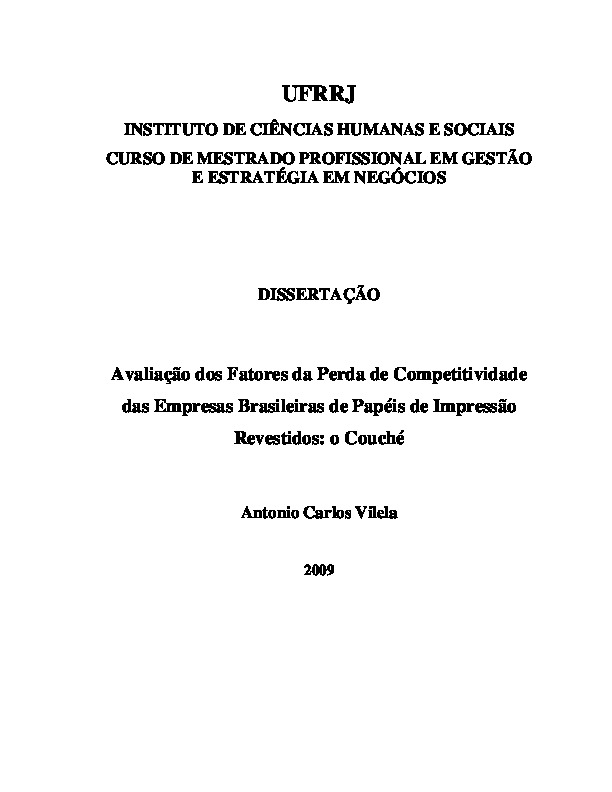 UFRRJ
INSTITUTO DE CIÊNCIAS HUMANAS E SOCIAIS
CURSO DE MESTRADO PROFISSIONAL EM GESTÃO
E ESTRATÉGIA EM NEGÓCIOS
DISSERTAÇÃO
Avaliação dos Fatores da Perda de Competitividade
das Empresas Brasileiras de Papéis de Impressão
Revestidos: o Couché
Antonio Carlos Vilela
2009